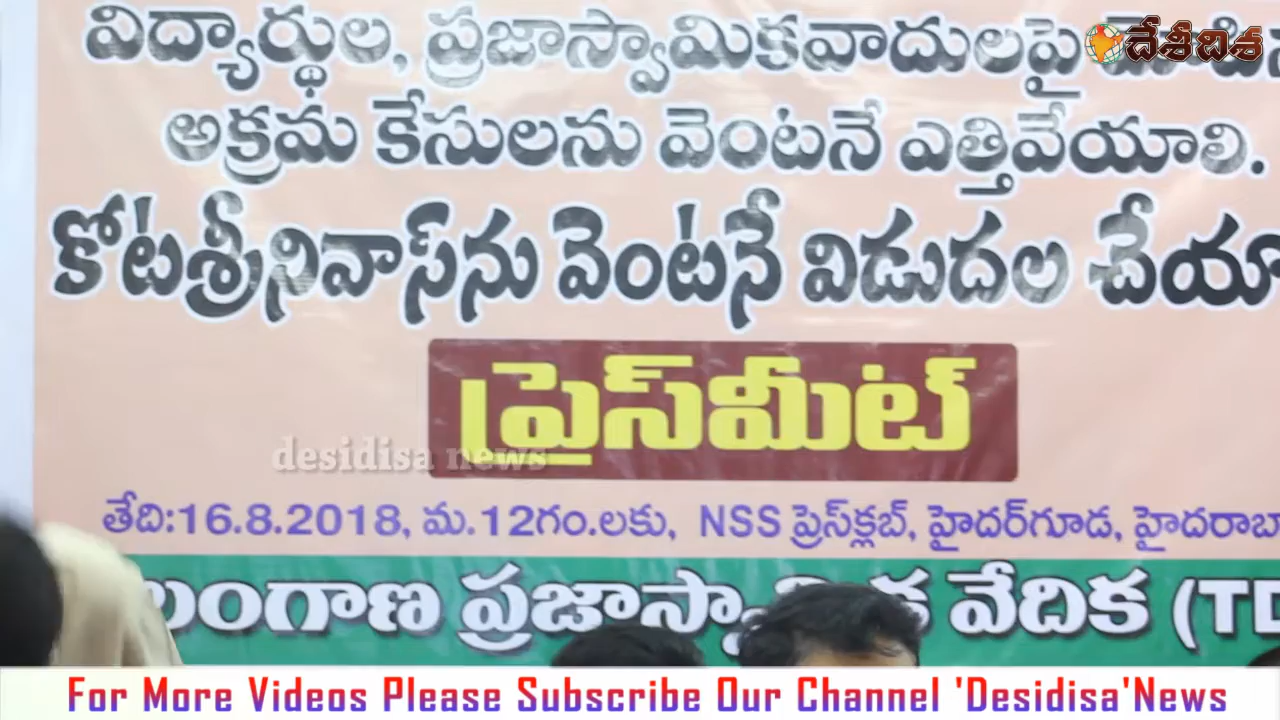 విద్యార్థుల, ప్రజాస్వామికవాదులపై
దేశీదిశ
అక్రమ కేసులను వెంటనే ఎత్తివేయాలి.
కోటశ్రీనివాస్‌ను వెంటనే విడుదల
ప్రెస్‌మీట్
desidisa news
తేది:16.8.2018, మ.12గం.లకు, NSS ప్రెస్‌క్లబ్, హైదర్‌గూడ,
వేదిక
For More Videos Please Subscribe Our Channel 'Desidisa'News